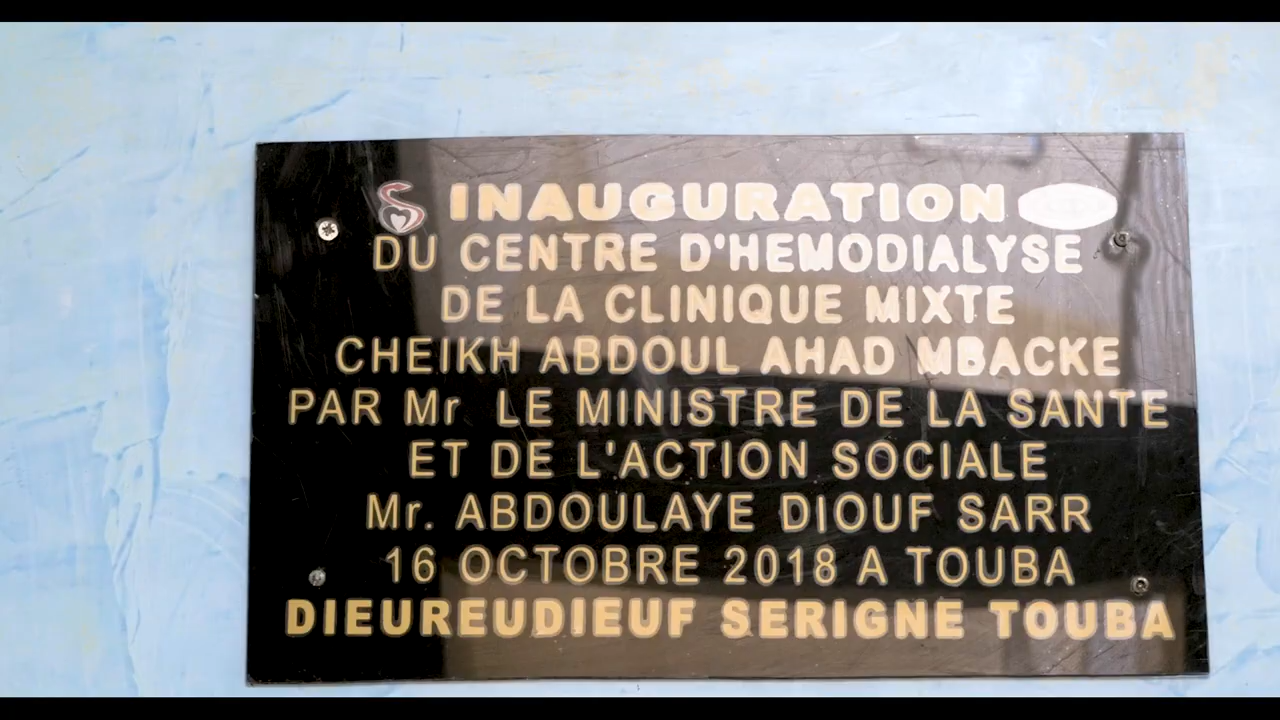 INAUGURATION
DU CENTRE D'HEMODIALYSE
DE LA CLINIQUE MIXTE
CHEIKH ABDOUL AHAD MBACKE
PAR Mr LE MINISTRE DE LA SANTE
ET DE L'ACTION SOCIALE
Mr. ABDOULAYE DIOUF SARR
16 OCTOBRE 2018 A TOUBA
DIEUREUDIEUF SERIGNE TOUBA